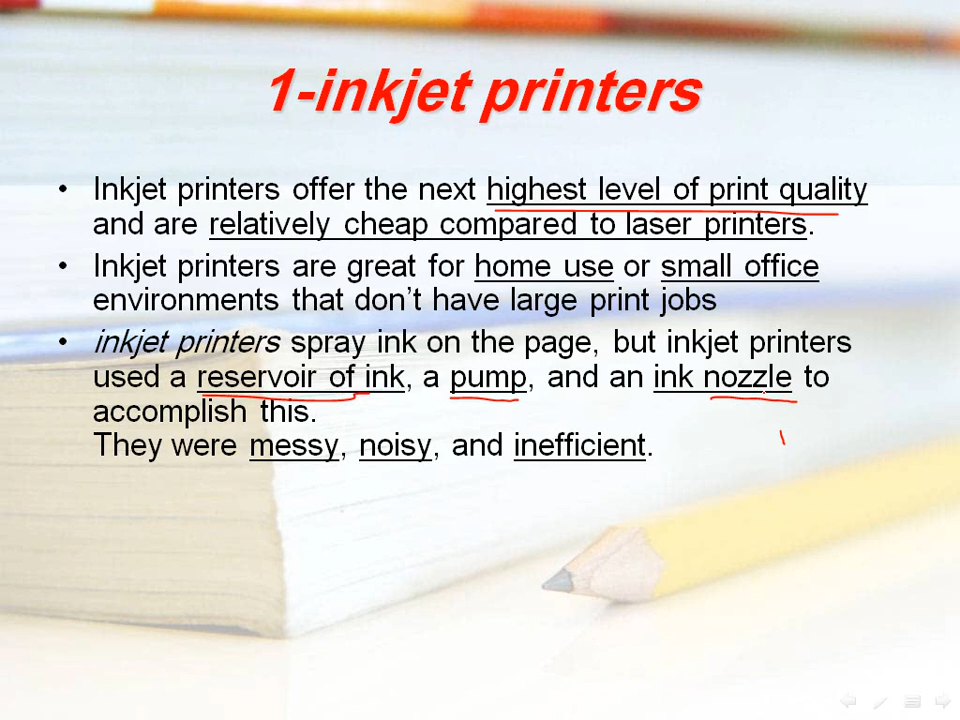 1-inkjet printers
• Inkjet printers offer the next highest level of print quality
and are relatively cheap compared to laser printers.
• Inkjet printers are great for home use or small office
environments that don’t have large print jobs
• inkjet printers spray ink on the page, but inkjet printers
used a reservoir of ink, a pump, and an ink nozzle to
accomplish this.
They were messy, noisy, and inefficient.